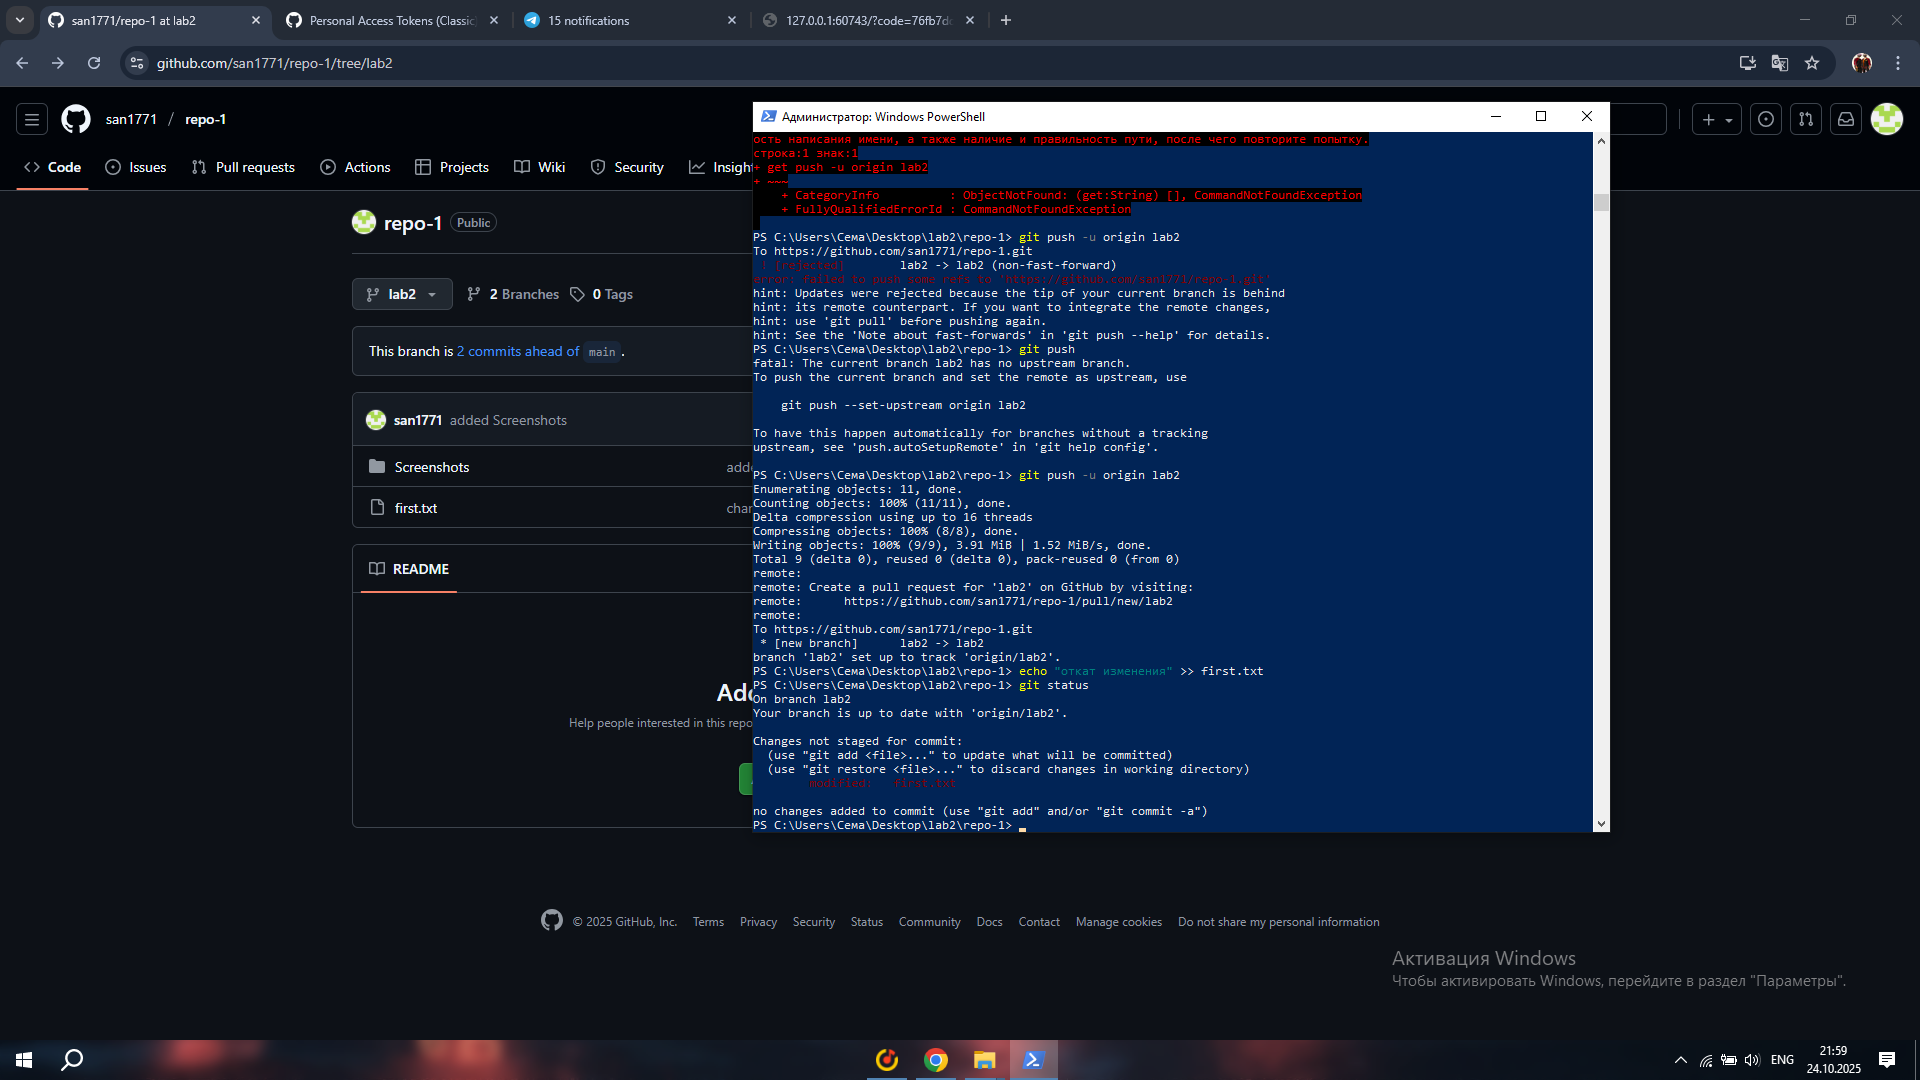 san1771/repo-1 at lab2
Personal Access Tokens (Classic
15 notifications
127.0.0.1:60743/?code=76fb7d
github.com/san1771/repo-1/tree/lab2
san1771 / repo-1
Code
Issues
Pull requests
Actions
Projects
Wiki
Security
Insigh
repo-1 Public
lab2
2 Branches
0 Tags
This branch is 2 commits ahead of main .
san1771 added Screenshots
Screenshots
adde
first.txt
char
README
Add
Help people interested in this repo
Администратор: Windows PowerShell
ость написания имени, а также наличие и правильность пути, после чего повторите попытку.
строка:1 знак:1
+ get push -u origin lab2
+ ~~~
    + CategoryInfo          : ObjectNotFound: (get:String) [], CommandNotFoundException
    + FullyQualifiedErrorId : CommandNotFoundException
PS C:\Users\Сема\Desktop\lab2\repo-1> git push -u origin lab2
To https://github.com/san1771/repo-1.git
 ! [rejected]        lab2 -> lab2 (non-fast-forward)
error: failed to push some refs to 'https://github.com/san1771/repo-1.git'
hint: Updates were rejected because the tip of your current branch is behind
hint: its remote counterpart. If you want to integrate the remote changes,
hint: use 'git pull' before pushing again.
hint: See the 'Note about fast-forwards' in 'git push --help' for details.
PS C:\Users\Сема\Desktop\lab2\repo-1> git push
fatal: The current branch lab2 has no upstream branch.
To push the current branch and set the remote as upstream, use
    git push --set-upstream origin lab2
To have this happen automatically for branches without a tracking
upstream, see 'push.autoSetupRemote' in 'git help config'.
PS C:\Users\Сема\Desktop\lab2\repo-1> git push -u origin lab2
Enumerating objects: 11, done.
Counting objects: 100% (11/11), done.
Delta compression using up to 16 threads
Compressing objects: 100% (8/8), done.
Writing objects: 100% (9/9), 3.91 MiB | 1.52 MiB/s, done.
Total 9 (delta 0), reused 0 (delta 0), pack-reused 0 (from 0)
remote:
remote: Create a pull request for 'lab2' on GitHub by visiting:
remote:      https://github.com/san1771/repo-1/pull/new/lab2
remote:
To https://github.com/san1771/repo-1.git
 * [new branch]      lab2 -> lab2
branch 'lab2' set up to track 'origin/lab2'.
PS C:\Users\Сема\Desktop\lab2\repo-1> echo "откат изменения" >> first.txt
PS C:\Users\Сема\Desktop\lab2\repo-1> git status
On branch lab2
Your branch is up to date with 'origin/lab2'.
Changes not staged for commit:
  (use "git add <file>..." to update what will be committed)
  (use "git restore <file>..." to discard changes in working directory)
        modified:   first.txt
no changes added to commit (use "git add" and/or "git commit -a")
PS C:\Users\Сема\Desktop\lab2\repo-1>
© 2025 GitHub, Inc.
Terms
Privacy
Security
Status
Community
Docs
Contact
Manage cookies
Do not share my personal information
Активация Windows
Чтобы активировать Windows, перейдите в раздел "Параметры".
ENG
21:59
24.10.2025